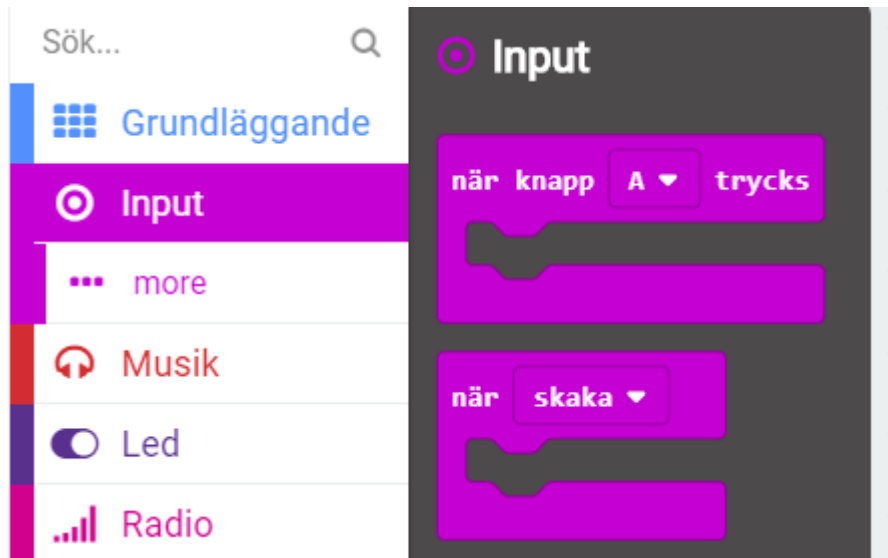 Sök...
Grundläggande
Input
more
Musik
Led
Radio
Input
när knapp A trycks
när skaka